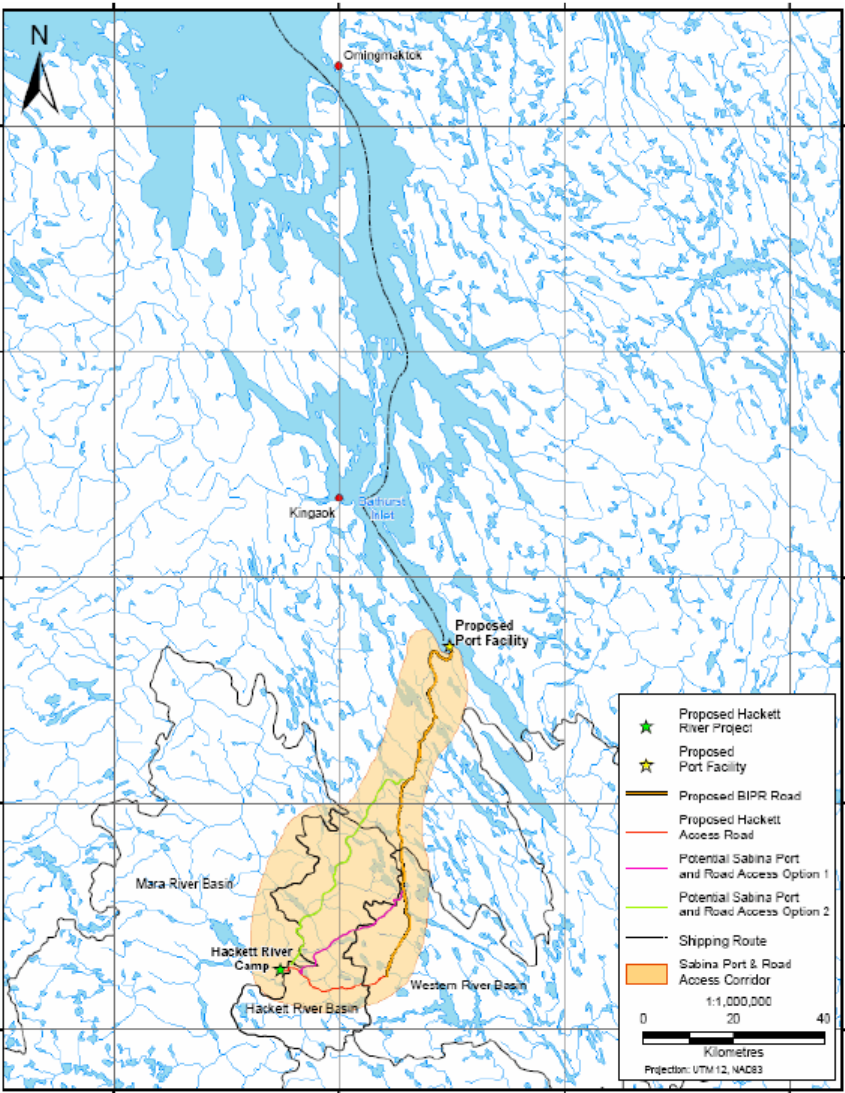 N
Omingmaktok
Kingaok
Bathurst
Inlet
Proposed
Port Facility
Mara River Basin
Hackett River
Camp
Western River Basin
Hackett River Basin
Proposed Hackett
River Project
Proposed
Port Facility
Proposed BIPR Road
Proposed Hackett
Access Road
Potential Sabina Port
and Road Access Option 1
Potential Sabina Port
and Road Access Option 2
Shipping Route
Sabina Port & Road
Access Corridor
1:1,000,000
0 20 40
Kilometres
Projection: UTM 12, NAD83